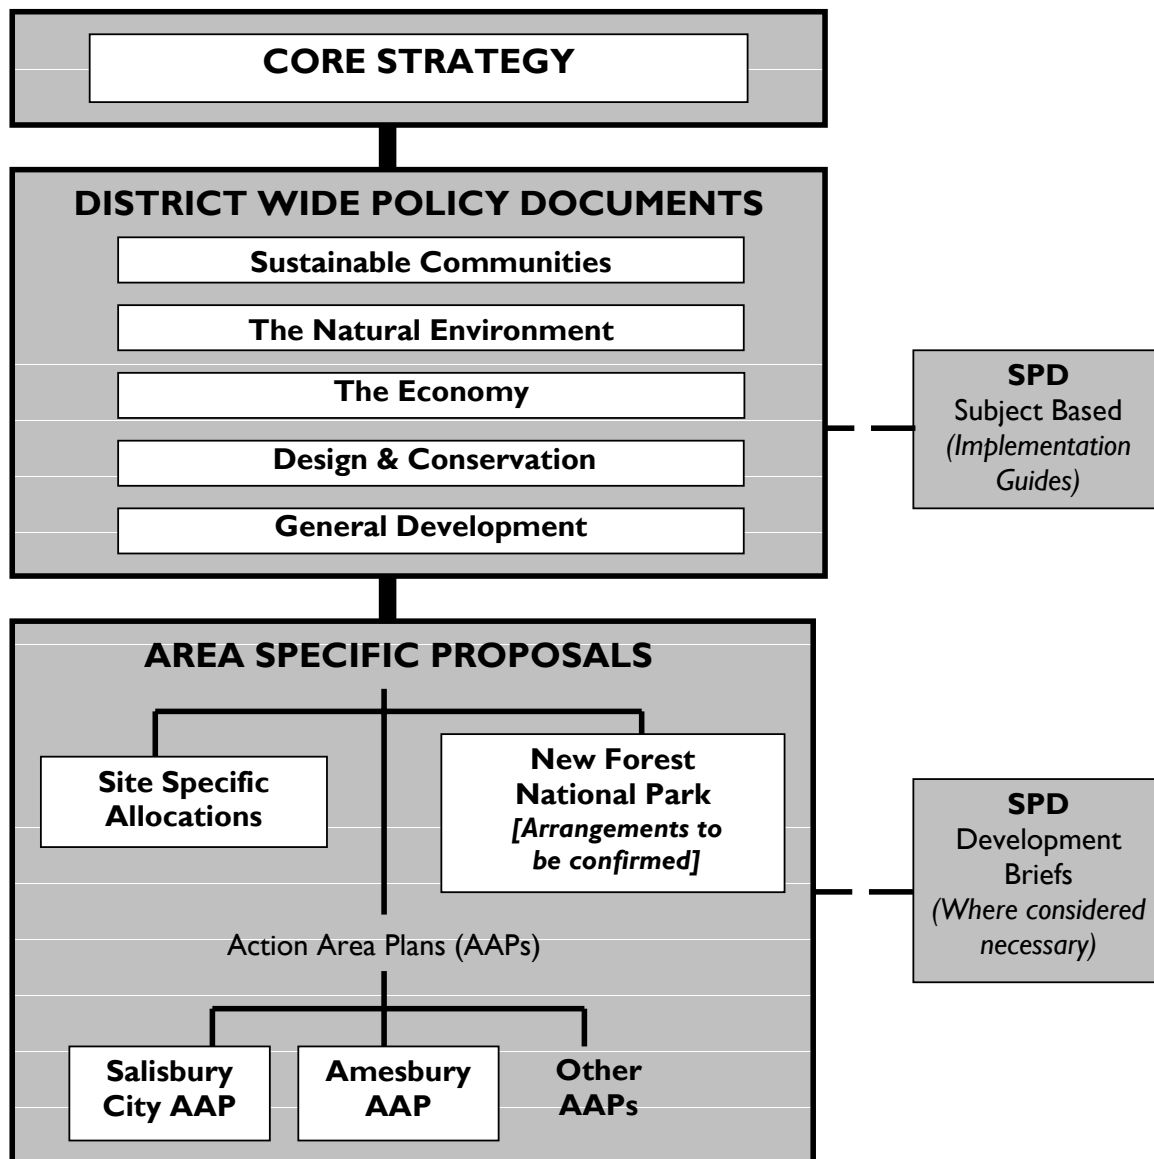 CORE STRATEGY
DISTRICT WIDE POLICY DOCUMENTS
Sustainable Communities
The Natural Environment
The Economy
Design & Conservation
General Development
SPD
Subject Based
(Implementation
Guides)
AREA SPECIFIC PROPOSALS
Site Specific
Allocations
New Forest
National Park
[Arrangements to
be confirmed]
SPD
Development
Briefs
(Where considered
necessary)
Action Area Plans (AAPs)
Salisbury
City AAP
Amesbury
AAP
Other
AAPs